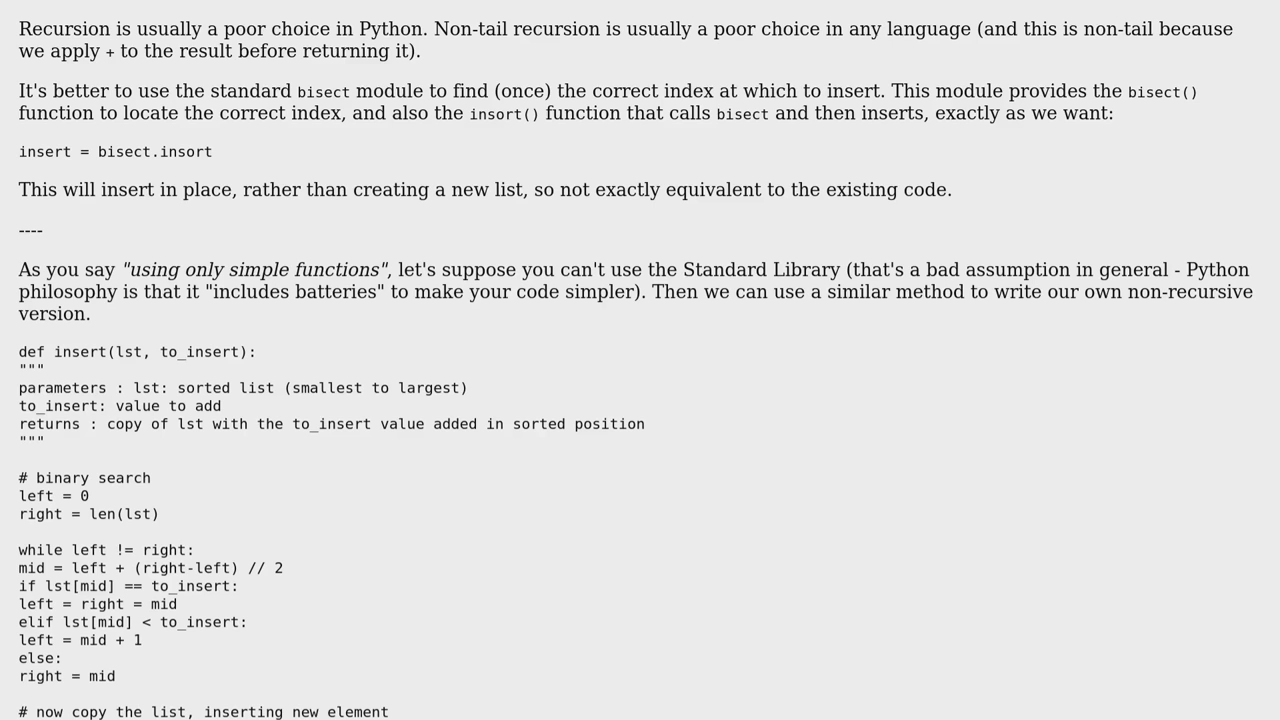 Recursion is usually a poor choice in Python. Non-tail recursion is usually a poor choice in any language (and this is non-tail because
we apply + to the result before returning it).
It's better to use the standard bisect module to find (once) the correct index at which to insert. This module provides the bisect()
function to locate the correct index, and also the insort() function that calls bisect and then inserts, exactly as we want:
insert = bisect.insort
This will insert in place, rather than creating a new list, so not exactly equivalent to the existing code.
----
As you say "using only simple functions", let's suppose you can't use the Standard Library (that's a bad assumption in general - Python
philosophy is that it "includes batteries" to make your code simpler). Then we can use a similar method to write our own non-recursive
version.
def insert(lst, to_insert):
"""
parameters : lst: sorted list (smallest to largest)
to_insert: value to add
returns : copy of lst with the to_insert value added in sorted position
"""
# binary search
left = 0
right = len(lst)
while left != right:
mid = left + (right-left) // 2
if lst[mid] == to_insert:
left = right = mid
elif lst[mid] < to_insert:
left = mid + 1
else:
right = mid
# now copy the list, inserting new element